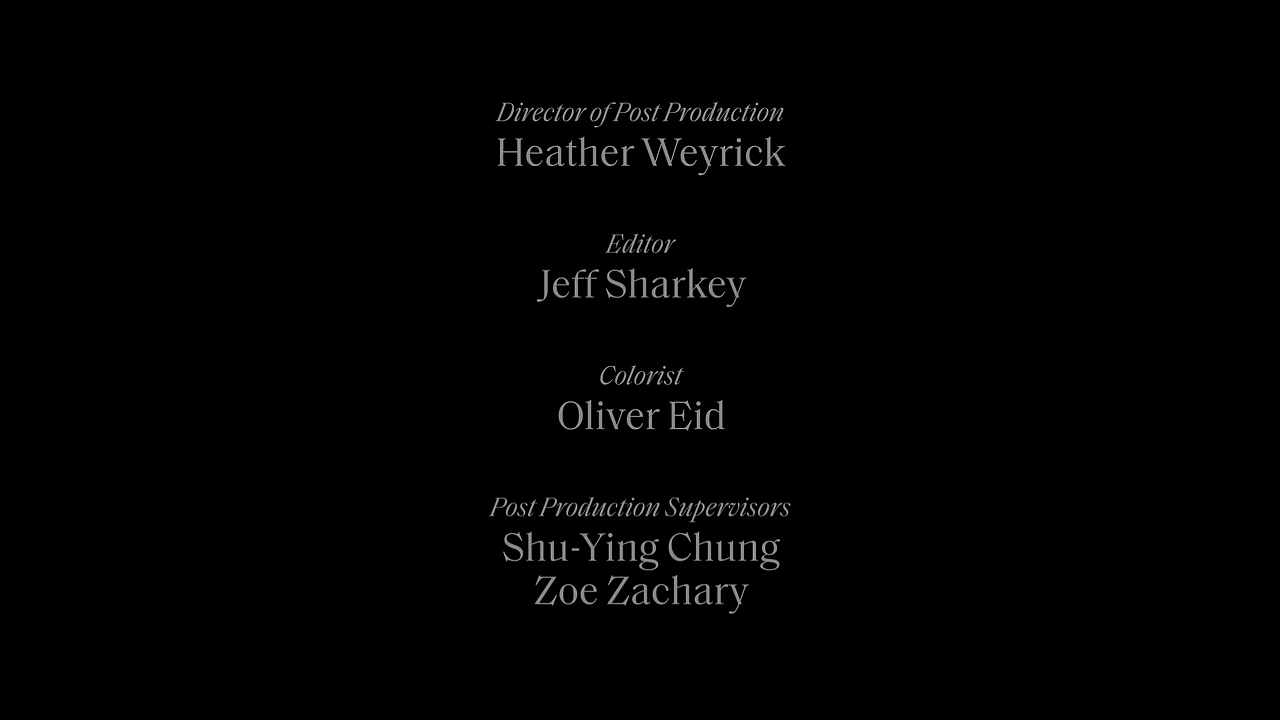 Director of Post Production
Heather Weyrick
Editor
Jeff Sharkey
Colorist
Oliver Eid
Post Production Supervisors
Shu-Ying Chung
Zoe Zachary